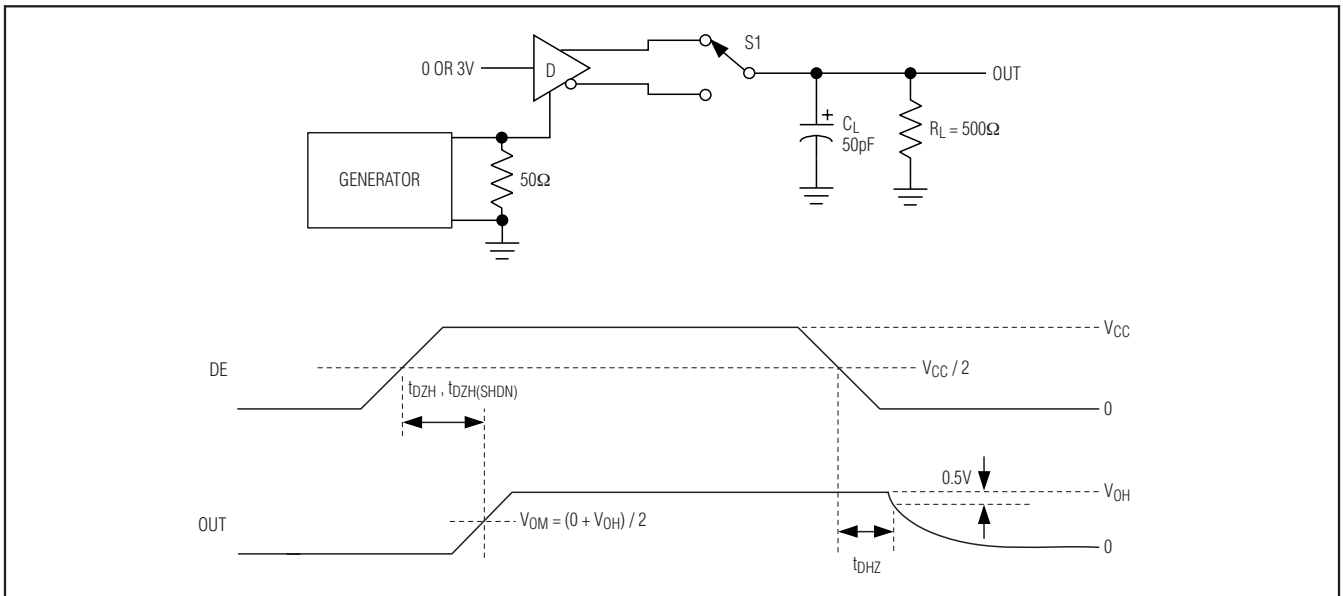 S1
0 OR 3V
D
OUT
C_L
50pF
+
R_L = 500Ω
GENERATOR
50Ω
V_CC
DE
V_CC / 2
t_DZH , t_DZH(SHDN)
0
0.5V
V_OH
OUT
V_OM = (0 + V_OH) / 2
0
t_DHZ